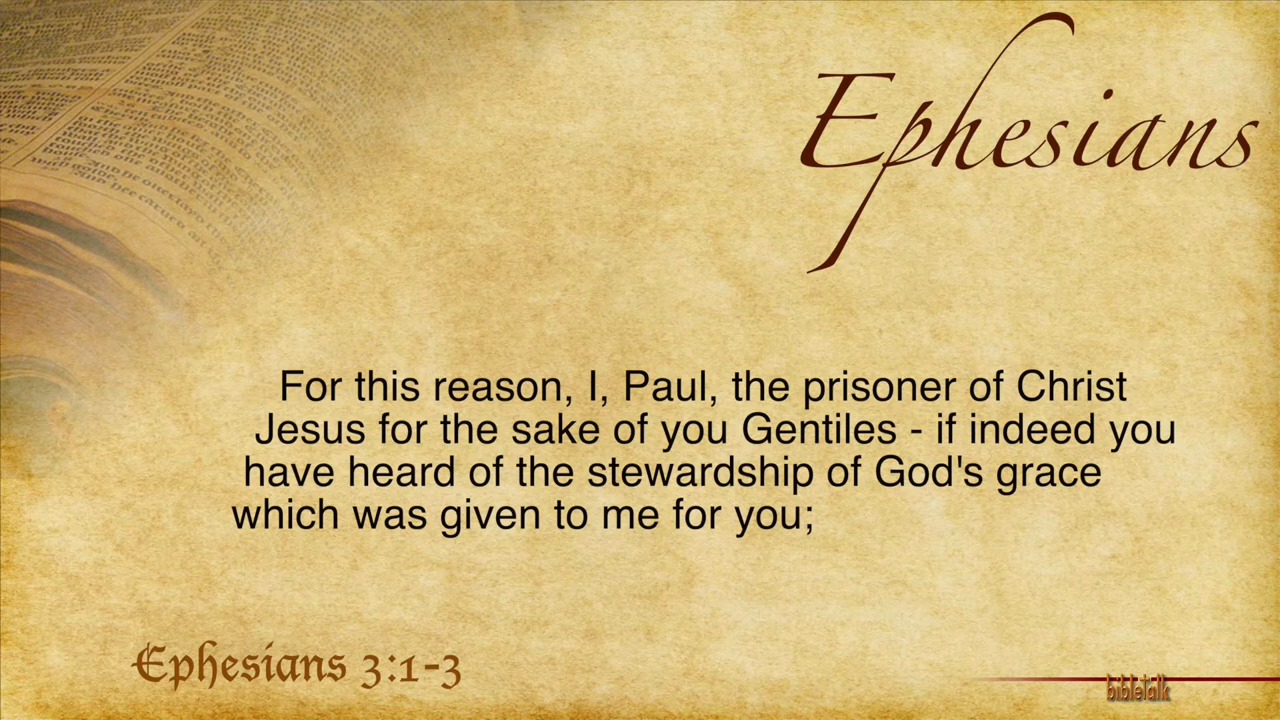 Ephesians
For this reason, I, Paul, the prisoner of Christ
Jesus for the sake of you Gentiles - if indeed you
have heard of the stewardship of God's grace
which was given to me for you;
Ephesians 3:1-3
bibletalk